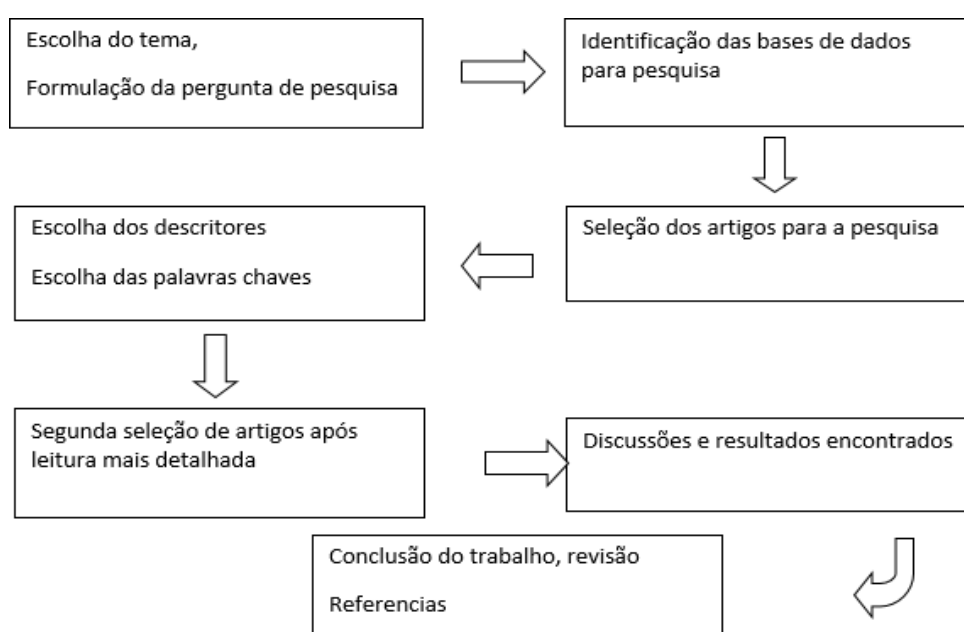 Escolha do tema,
Formulação da pergunta de pesquisa
Identificação das bases de dados
para pesquisa
Seleção dos artigos para a pesquisa
Escolha dos descritores
Escolha das palavras chaves
Segunda seleção de artigos após
leitura mais detalhada
Discussões e resultados encontrados
Conclusão do trabalho, revisão
Referencias